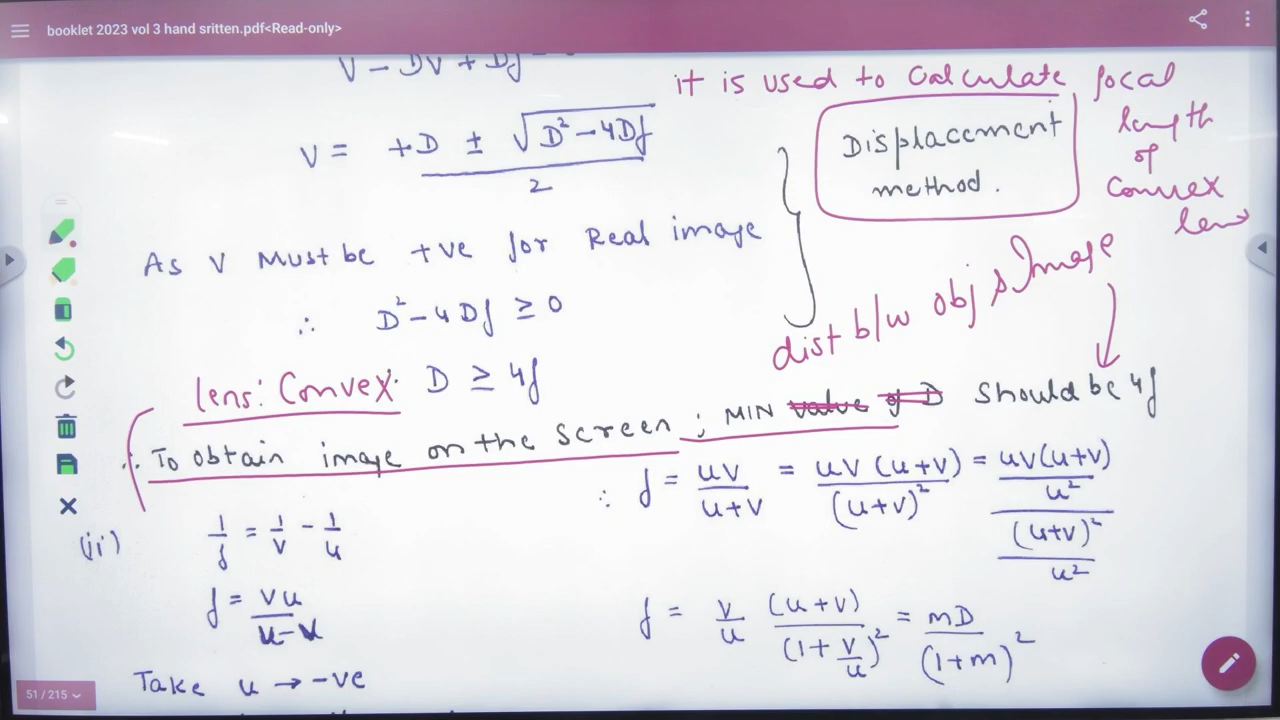 booklet 2023 vol 3 hand sritten.pdf<Read-only>
V - DV + Df
it is used to Calculate focal length of Convex lens
V = +D ± √D² - 4Df / 2
Displacement method.
As V Must be +ve for Real image
∴ D² - 4Df ≥ 0
dist b/w obj & Image
lens: Convex. D ≥ 4f
∴ To obtain image on the screen ; MIN value of D Should be 4f
(ii) 1/f = 1/v - 1/u
∴ f = uv/u+v = uv(u+v)/(u+v)² = uv(u+v)/u² / (u+v)²/u²
f = vu/u-v
f = v/u (u+v)/(1+v/u)² = mD/(1+m)²
Take u → -ve
51 / 215